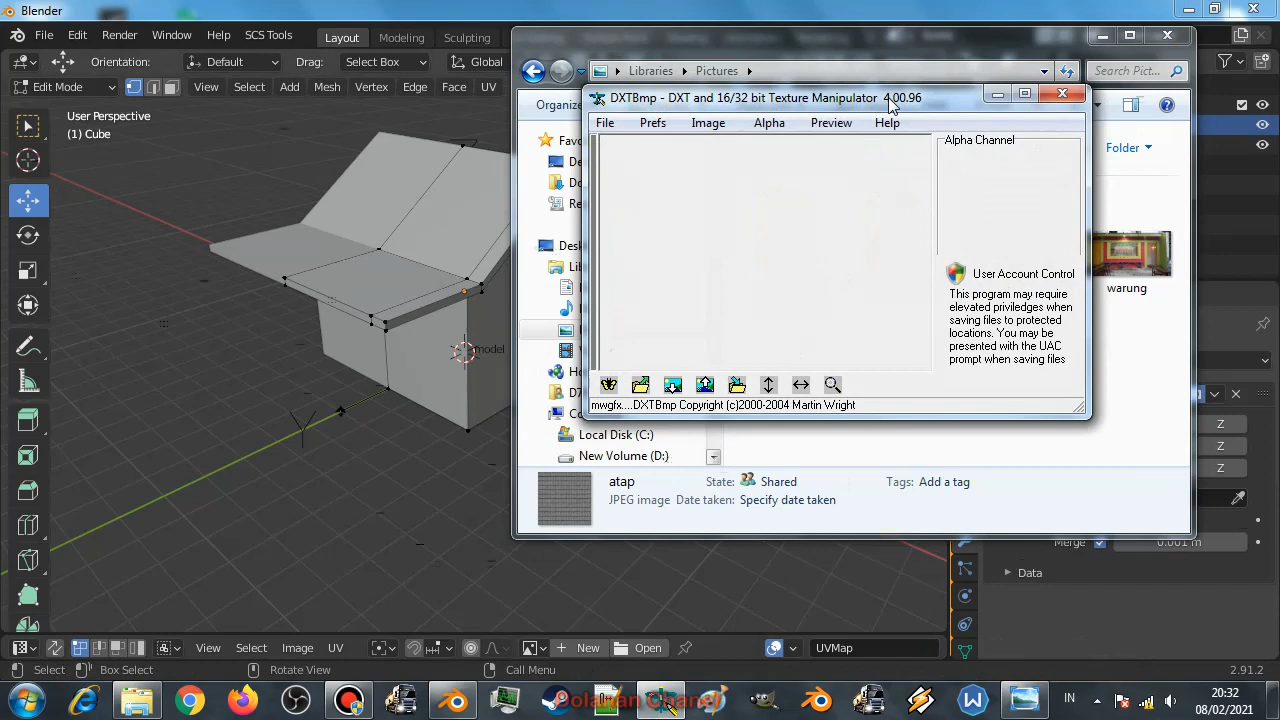 Blender
File Edit Render Window Help SCS Tools Layout Modeling Sculpting
Orientation: Default Drag: Select Box Global
Edit Mode View Select Add Mesh Vertex Edge Face UV
User Perspective
(1) Cube
model
Libraries Pictures Search Pict...
Organiz
Folder
warung
Local Disk (C:)
New Volume (D:)
DXTBmp - DXT and 16/32 bit Texture Manipulator 4.00.96
File Prefs Image Alpha Preview Help
Alpha Channel
User Account Control
This program may require
elevated priviledges when
saving files to protected
locations. You may be
presented with the UAC
prompt when saving files
mwgfx....DXTBmp Copyright (c)2000-2004 Martin Wright
atap State: Shared Tags: Add a tag
JPEG image Date taken: Specify date taken
Z
Z
Z
Merge 0.001 m
Data
View Select Image UV New Open UVMap
Select Box Select Rotate View Call Menu 2.91.2
Dolanan Chanel
IN 20:32
08/02/2021